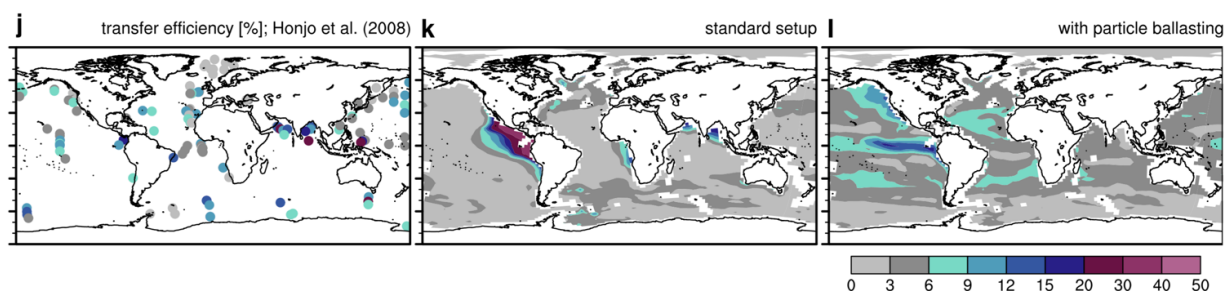 j transfer efficiency [%]; Honjo et al. (2008)
k standard setup
l with particle ballasting
0 3 6 9 12 15 20 30 40 50